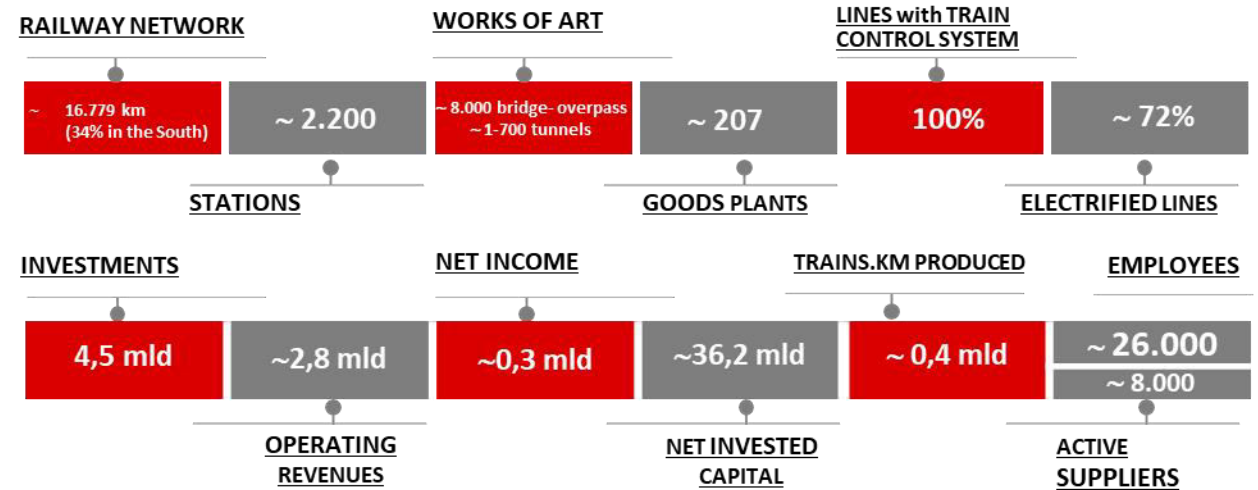 RAILWAY NETWORK
WORKS OF ART
LINES with TRAIN
CONTROL SYSTEM
~ 16.779 km
(34% in the South)
~ 2.200
~ 8.000 bridge- overpass
~1-700 tunnels
~ 207
100%
~ 72%
STATIONS
GOODS PLANTS
ELECTRIFIED LINES
INVESTMENTS
NET INCOME
TRAINS.KM PRODUCED
EMPLOYEES
4,5 mld
~2,8 mld
~0,3 mld
~36,2 mld
~ 0,4 mld
~ 26.000
~ 8.000
OPERATING
REVENUES
NET INVESTED
CAPITAL
ACTIVE
SUPPLIERS